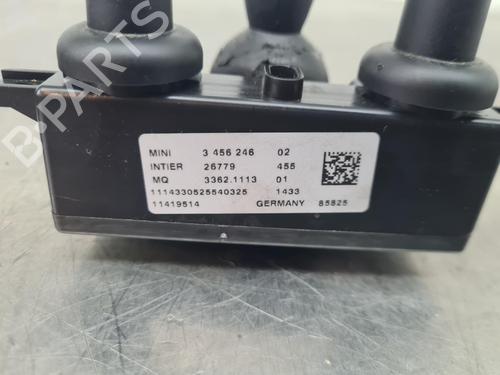 B-PARTS
MINI 3 456 246 02
INTIER 26779 455
MQ 3362.1113 01
1114330525540325 1433
11419514 GERMANY 85825